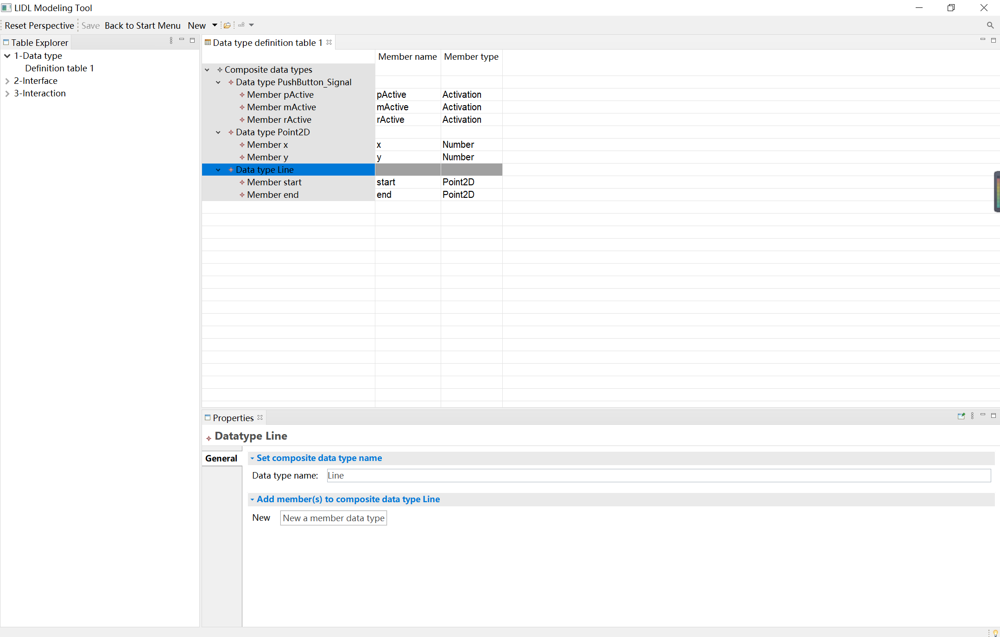 LIDL Modeling Tool
Reset Perspective Save Back to Start Menu New
Table Explorer
1-Data type
Definition table 1
2-Interface
3-Interaction
Data type definition table 1
Member name Member type
Composite data types
Data type PushButton_Signal
Member pActive pActive Activation
Member mActive mActive Activation
Member rActive rActive Activation
Data type Point2D
Member x x Number
Member y y Number
Data type Line
Member start start Point2D
Member end end Point2D
Properties
Datatype Line
General
Set composite data type name
Data type name: Line
Add member(s) to composite data type Line
New New a member data type